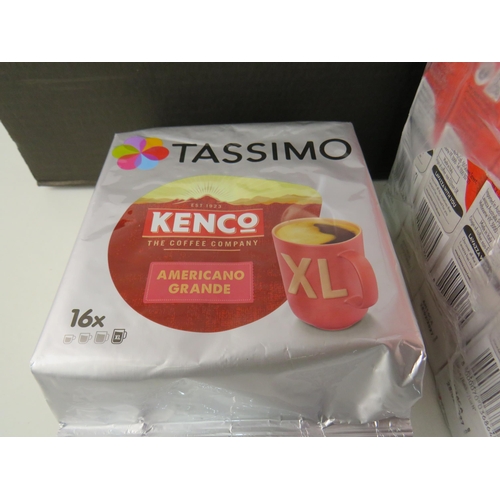 TASSIMO
EST 1923
KENCO
THE COFFEE COMPANY
AMERICANO
GRANDE
XL
16x